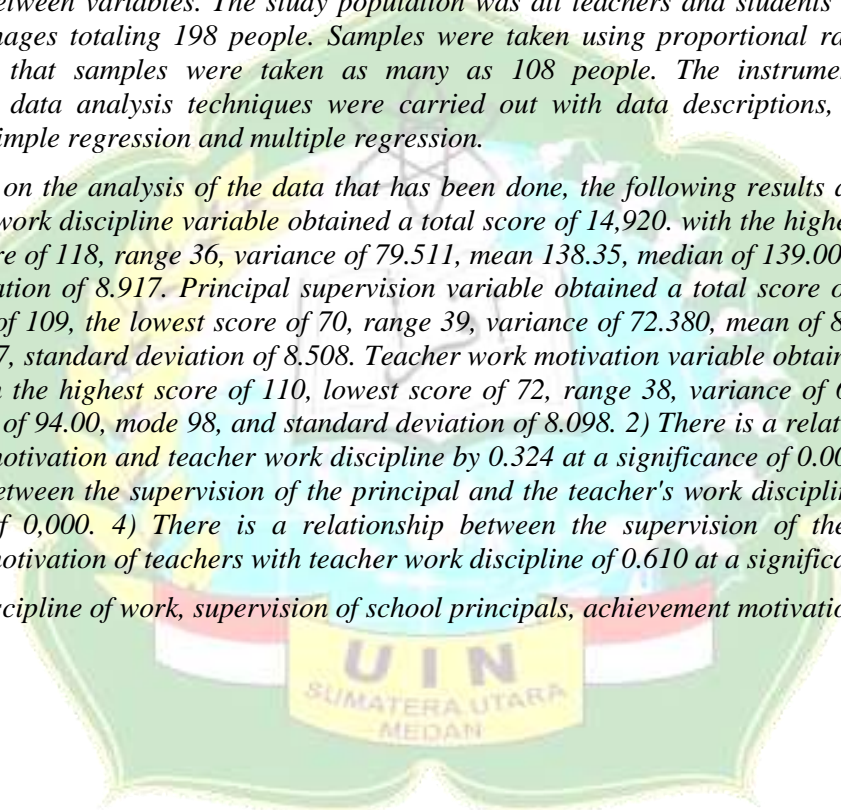 between variables. The study population was all teachers and students
nages totaling 198 people. Samples were taken using proportional ra
that samples were taken as many as 108 people. The instrume
data analysis techniques were carried out with data descriptions,
imple regression and multiple regression.
on the analysis of the data that has been done, the following results a
work discipline variable obtained a total score of 14,920. with the highe
re of 118, range 36, variance of 79.511, mean 138.35, median of 139.00
ation of 8.917. Principal supervision variable obtained a total score o
of 109, the lowest score of 70, range 39, variance of 72.380, mean of 8
7, standard deviation of 8.508. Teacher work motivation variable obtain
n the highest score of 110, lowest score of 72, range 38, variance of 6
of 94.00, mode 98, and standard deviation of 8.098. 2) There is a relat
notivation and teacher work discipline by 0.324 at a significance of 0.00
etween the supervision of the principal and the teacher's work disciplin
f 0,000. 4) There is a relationship between the supervision of the
notivation of teachers with teacher work discipline of 0.610 at a significa
scipline of work, supervision of school principals, achievement motivatio
UIN
SUMATERA UTARA
MEDAN